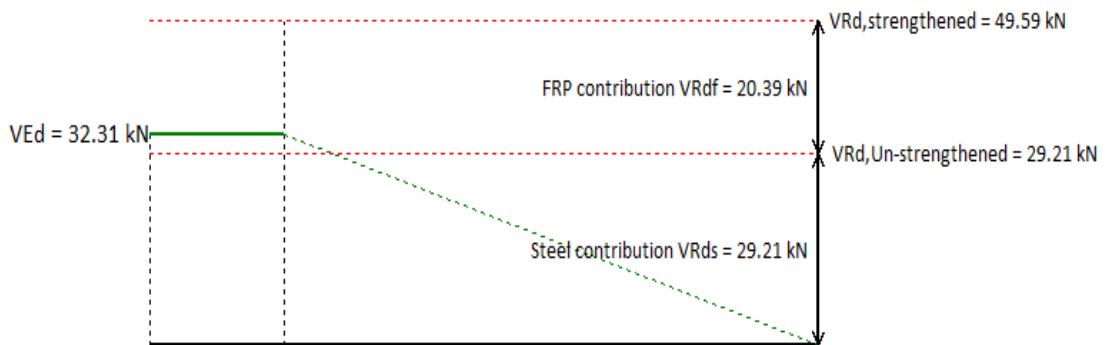 VRd,strengthened = 49.59 kN
FRP contribution VRdf = 20.39 kN
VEd = 32.31 kN
VRd,Un-strengthened = 29.21 kN
Steel contribution VRds = 29.21 kN